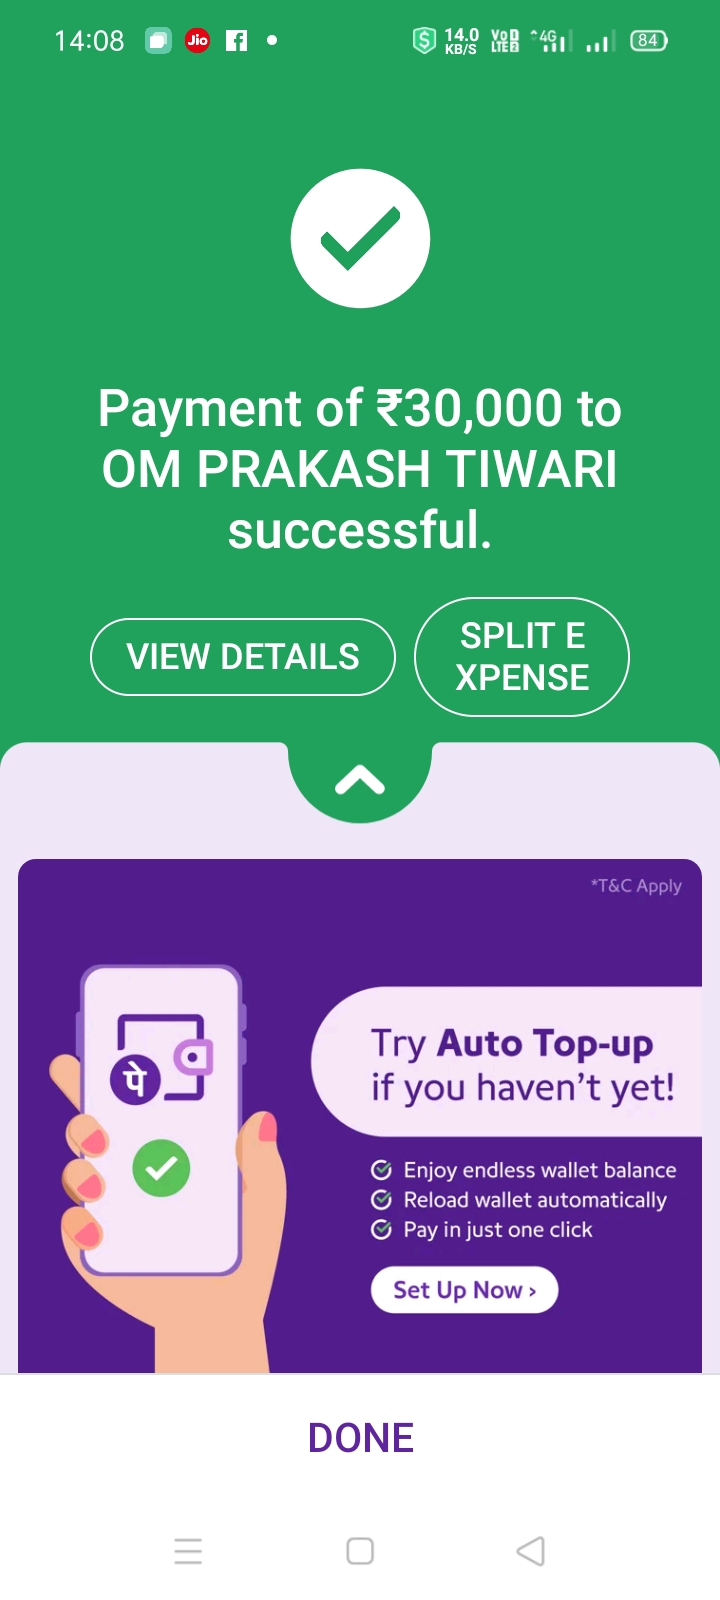 14:08
Jio
14.0
KB/S
VoD
LTE2
4G
84
Payment of ₹30,000 to
OM PRAKASH TIWARI
successful.
VIEW DETAILS
SPLIT E
XPENSE
*T&C Apply
पे
Try Auto Top-up
if you haven't yet!
Enjoy endless wallet balance
Reload wallet automatically
Pay in just one click
Set Up Now ›
DONE